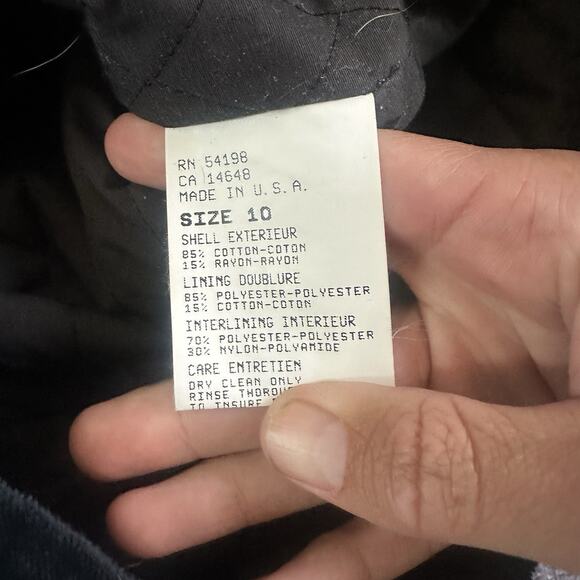 RN 54198
CA 14648
MADE IN U.S.A.
SIZE 10
SHELL EXTERIEUR
85% COTTON-COTON
15% RAYON-RAYON
LINING DOUBLURE
85% POLYESTER-POLYESTER
15% COTTON-COTON
INTERLINING INTERIEUR
70% POLYESTER-POLYESTER
30% NYLON-POLYAMIDE
CARE ENTRETIEN
DRY CLEAN ONLY
RINSE
TO INSURE